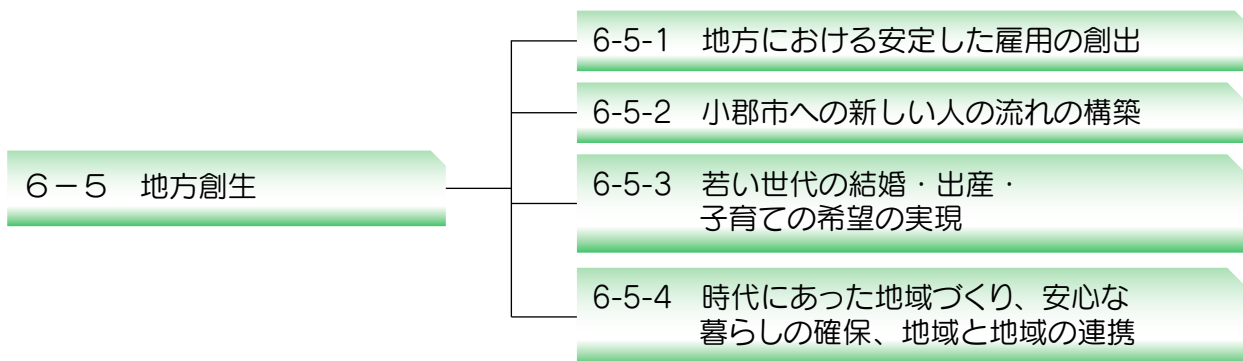 6-5-1　地方における安定した雇用の創出
6-5-2　小郡市への新しい人の流れの構築
６－５　地方創生
6-5-3　若い世代の結婚・出産・
子育ての希望の実現
6-5-4　時代にあった地域づくり、安心な
暮らしの確保、地域と地域の連携